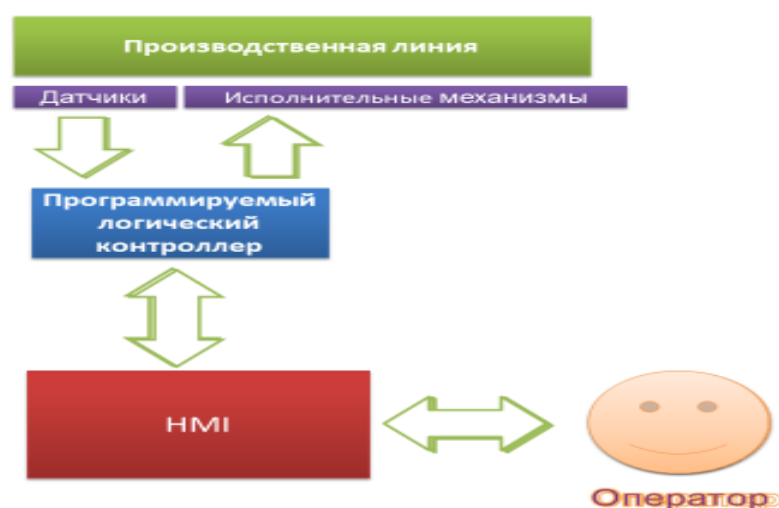 Производственная линия
Датчики
Исполнительные механизмы
Программируемый
логический
контроллер
HMI
Оператор